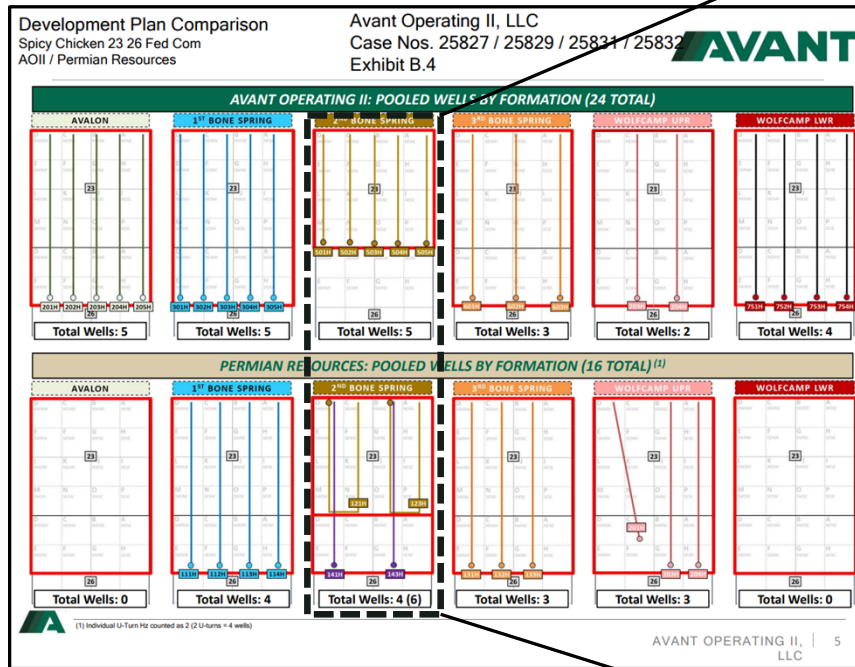 Development Plan Comparison
Spicy Chicken 23 26 Fed Com
AOII / Permian Resources
Avant Operating II, LLC
Case Nos. 25827 / 25829 / 25831 / 25832
Exhibit B.4
AVANT
AVANT OPERATING II: POOLED WELLS BY FORMATION (24 TOTAL)
AVALON
1ST BONE SPRING
2ND BONE SPRING
3RD BONE SPRING
WOLFCAMP UPR
WOLFCAMP LWR
23 23 23 23 23 23
501H 502H 503H 504H 505H
201H 202H 203H 204H 205H
301H 302H 303H 304H 305H
751H 752H 753H 754H
26 26 26 26 26 26
Total Wells: 5
Total Wells: 5
Total Wells: 5
Total Wells: 3
Total Wells: 2
Total Wells: 4
PERMIAN RESOURCES: POOLED WELLS BY FORMATION (16 TOTAL) (1)
AVALON
1ST BONE SPRING
2ND BONE SPRING
3RD BONE SPRING
WOLFCAMP UPR
WOLFCAMP LWR
23 23 23 23 23 23
121H 123H
111H 112H 113H 114H
141H 143H
131H 132H 133H
26 26 26 26 26 26
Total Wells: 0
Total Wells: 4
Total Wells: 4 (6)
Total Wells: 3
Total Wells: 3
Total Wells: 0
(1) Individual U-Turn Hz counted as 2 (2 U-turns = 4 wells)
AVANT OPERATING II, LLC
5